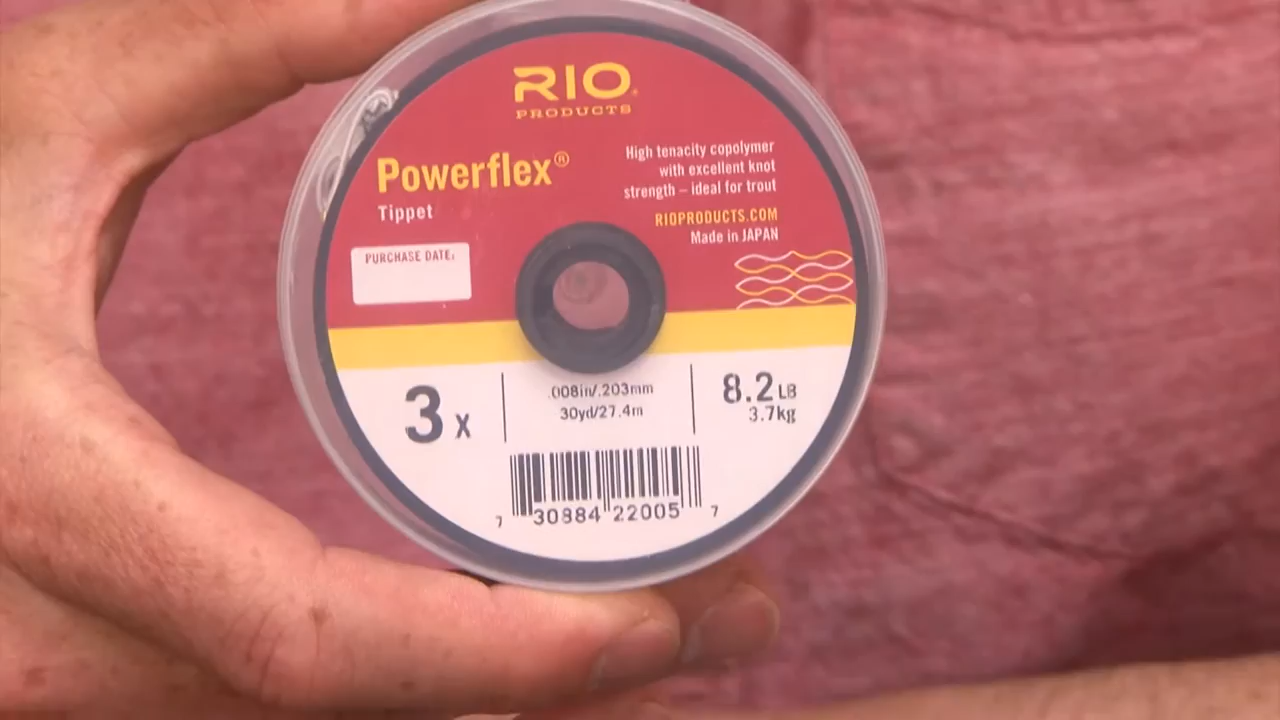 RIO
PRODUCTS
Powerflex®
Tippet
High tenacity copolymer
with excellent knot
strength – ideal for trout
RIOPRODUCTS.COM
Made in JAPAN
PURCHASE DATE:
3x
.008in/.203mm
30yd/27.4m
8.2LB
3.7kg
7 30884 22005 7